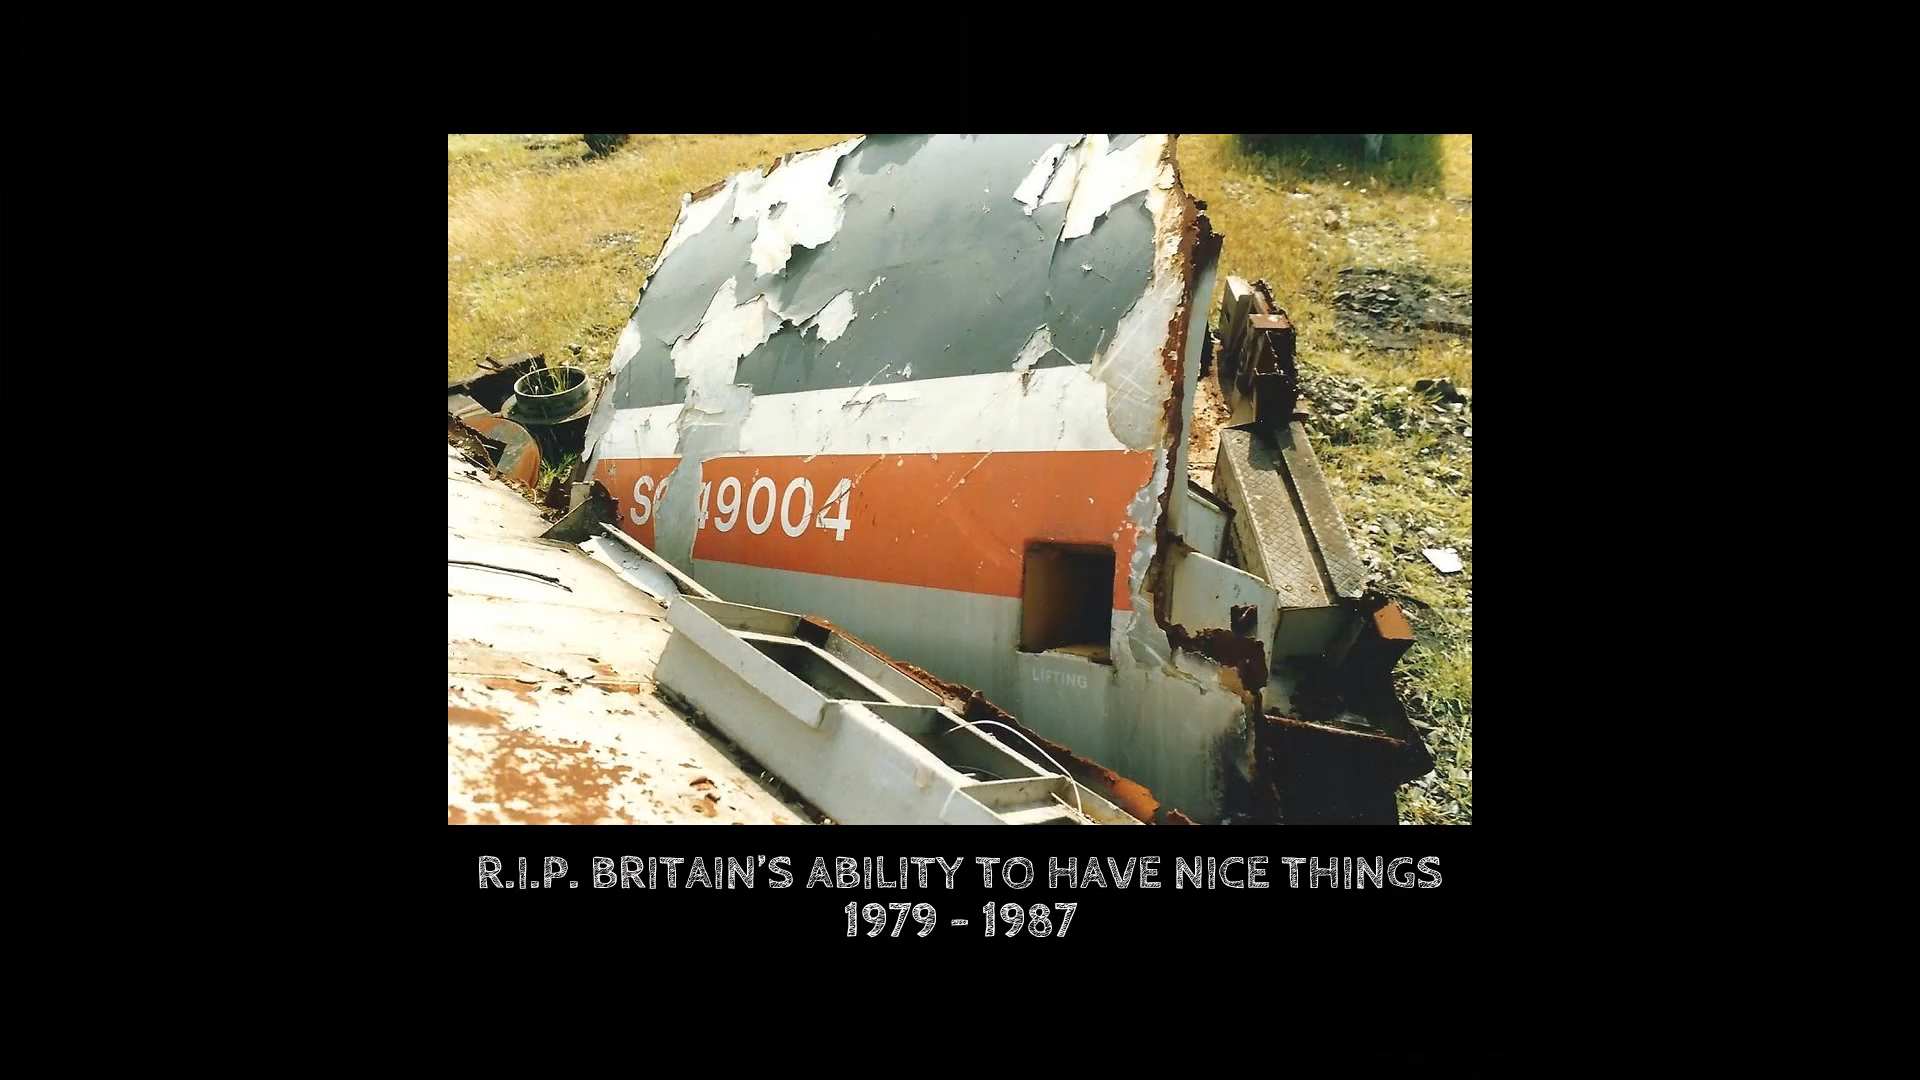 49004
LIFTING
R.I.P. BRITAIN'S ABILITY TO HAVE NICE THINGS
1979 - 1987